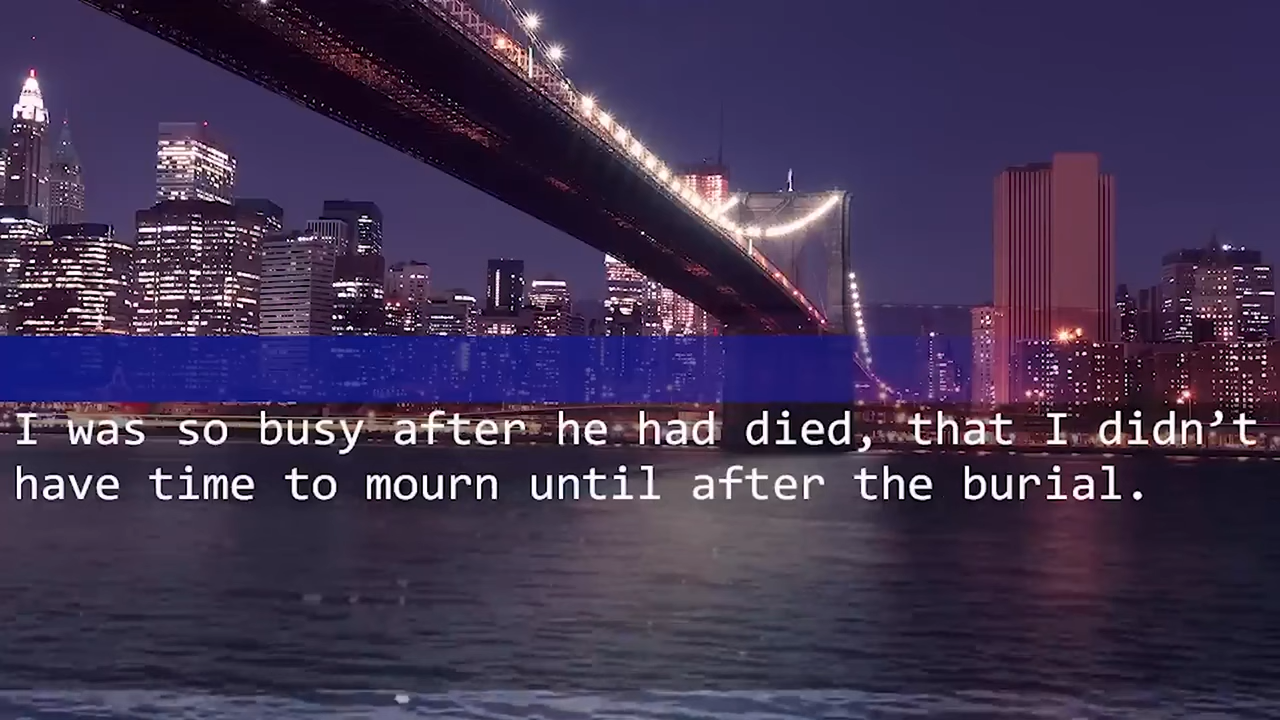 I was so busy after he had died, that I didn’t
have time to mourn until after the burial.